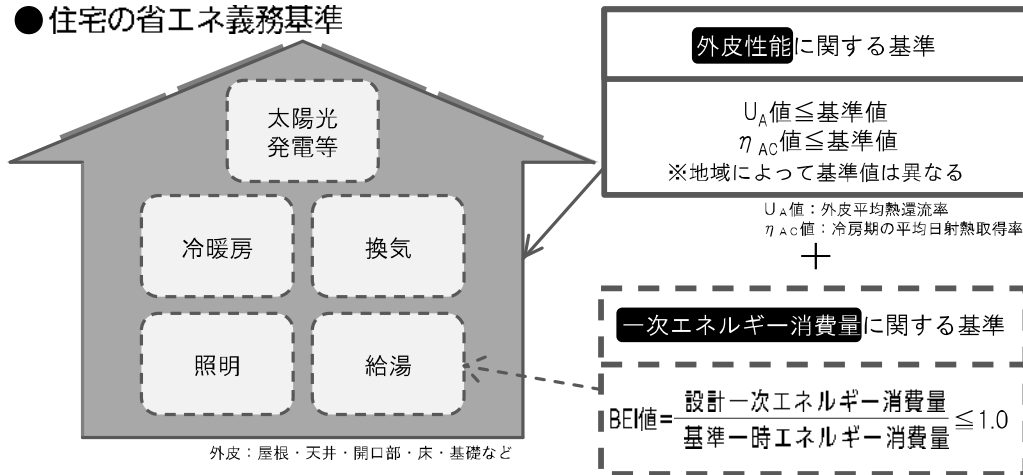 ●住宅の省エネ義務基準
太陽光
発電等
冷暖房
換気
照明
給湯
外皮：屋根・天井・開口部・床・基礎など
外皮性能に関する基準
UA値≦基準値
ηAC値≦基準値
※地域によって基準値は異なる
UA値：外皮平均熱還流率
ηAC値：冷房期の平均日射熱取得率
＋
一次エネルギー消費量に関する基準
BEI値=設計一次エネルギー消費量
基準一時エネルギー消費量
≦1.0